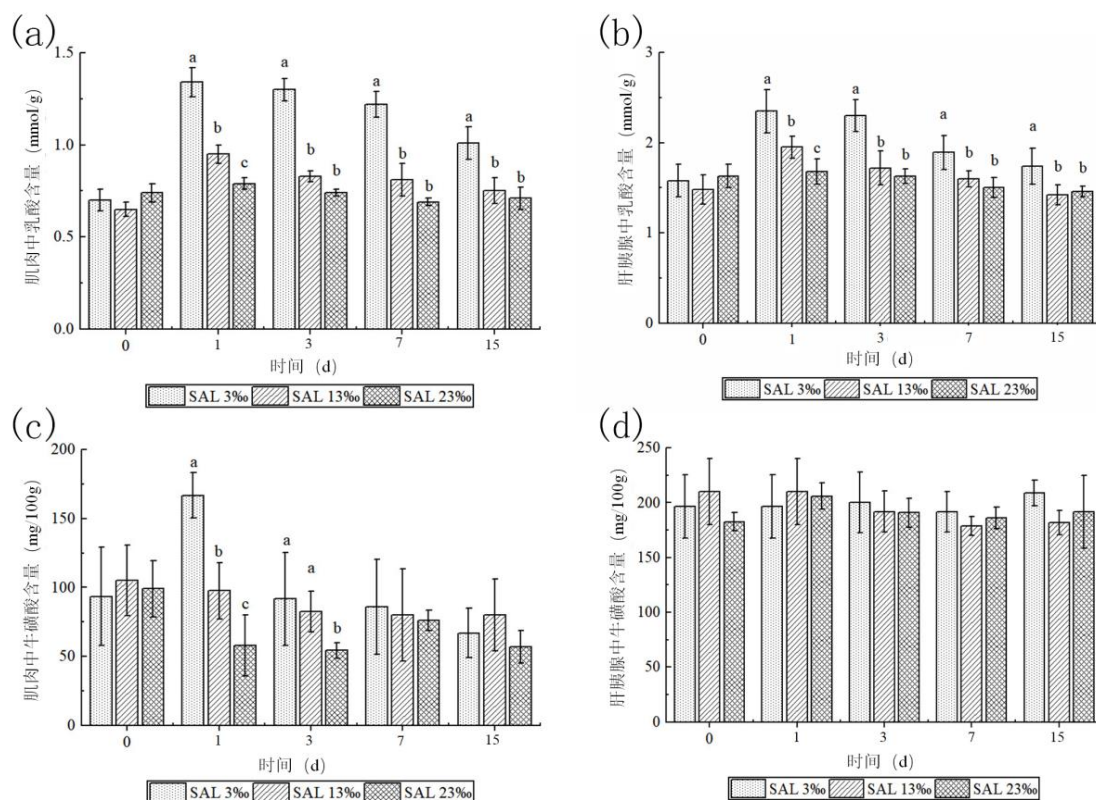 (a)
肌肉中乳酸含量 (mmol/g)
1.5
1.0
0.5
0.0
a
b
c
a
b
b
a
b
b
a
b
b
0 1 3 7 15
时间 (d)
SAL 3‰ SAL 13‰ SAL 23‰
(b)
肝胰腺中乳酸含量 (mmol/g)
3
2
1
0
a
b
c
a
b
b
a
b
b
a
b
b
0 1 3 7 15
时间 (d)
SAL 3‰ SAL 13‰ SAL 23‰
(c)
肌肉中牛磺酸含量 (mg/100g)
200
150
100
50
0
a
b
c
a
a
b
0 1 3 7 15
时间 (d)
SAL 3‰ SAL 13‰ SAL 23‰
(d)
肝胰腺中牛磺酸含量 (mg/100g)
250
200
150
100
50
0
0 1 3 7 15
时间 (d)
SAL 3‰ SAL 13‰ SAL 23‰